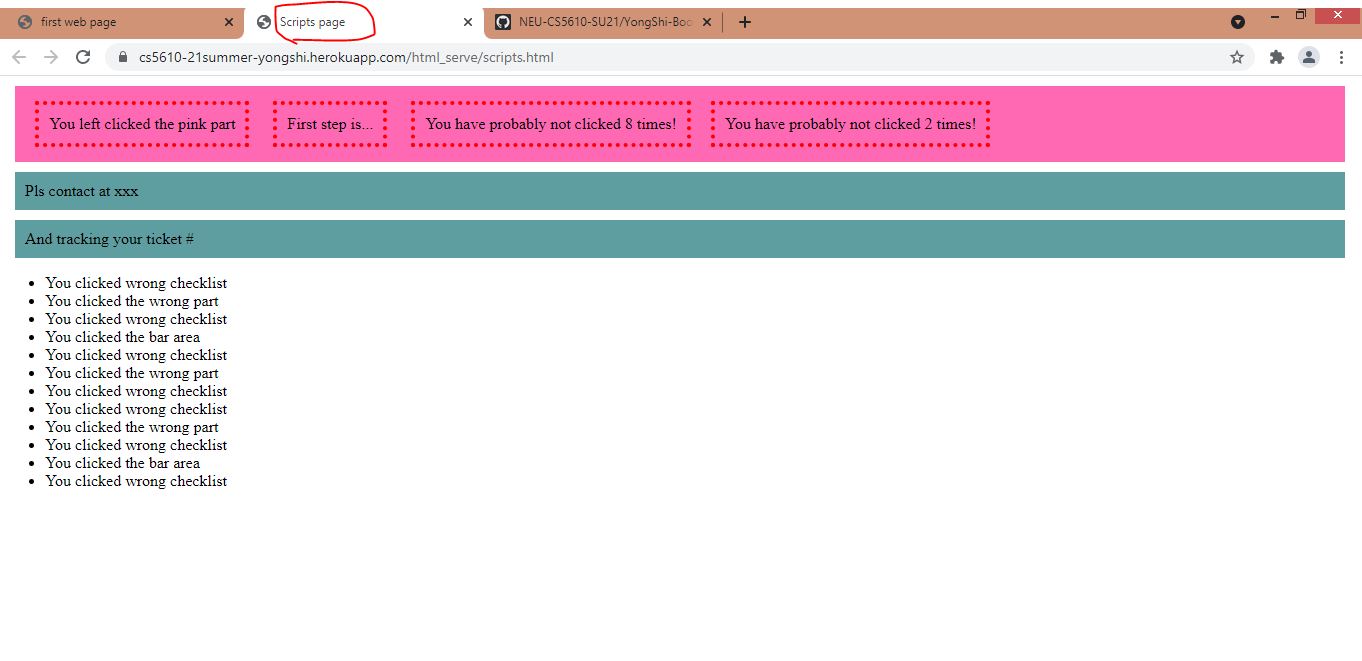 first web page
Scripts page
NEU-CS5610-SU21/YongShi-Boo
cs5610-21summer-yongshi.herokuapp.com/html_serve/scripts.html
You left clicked the pink part
First step is...
You have probably not clicked 8 times!
You have probably not clicked 2 times!
Pls contact at xxx
And tracking your ticket #
You clicked wrong checklist
You clicked the wrong part
You clicked wrong checklist
You clicked the bar area
You clicked wrong checklist
You clicked the wrong part
You clicked wrong checklist
You clicked wrong checklist
You clicked the wrong part
You clicked wrong checklist
You clicked the bar area
You clicked wrong checklist